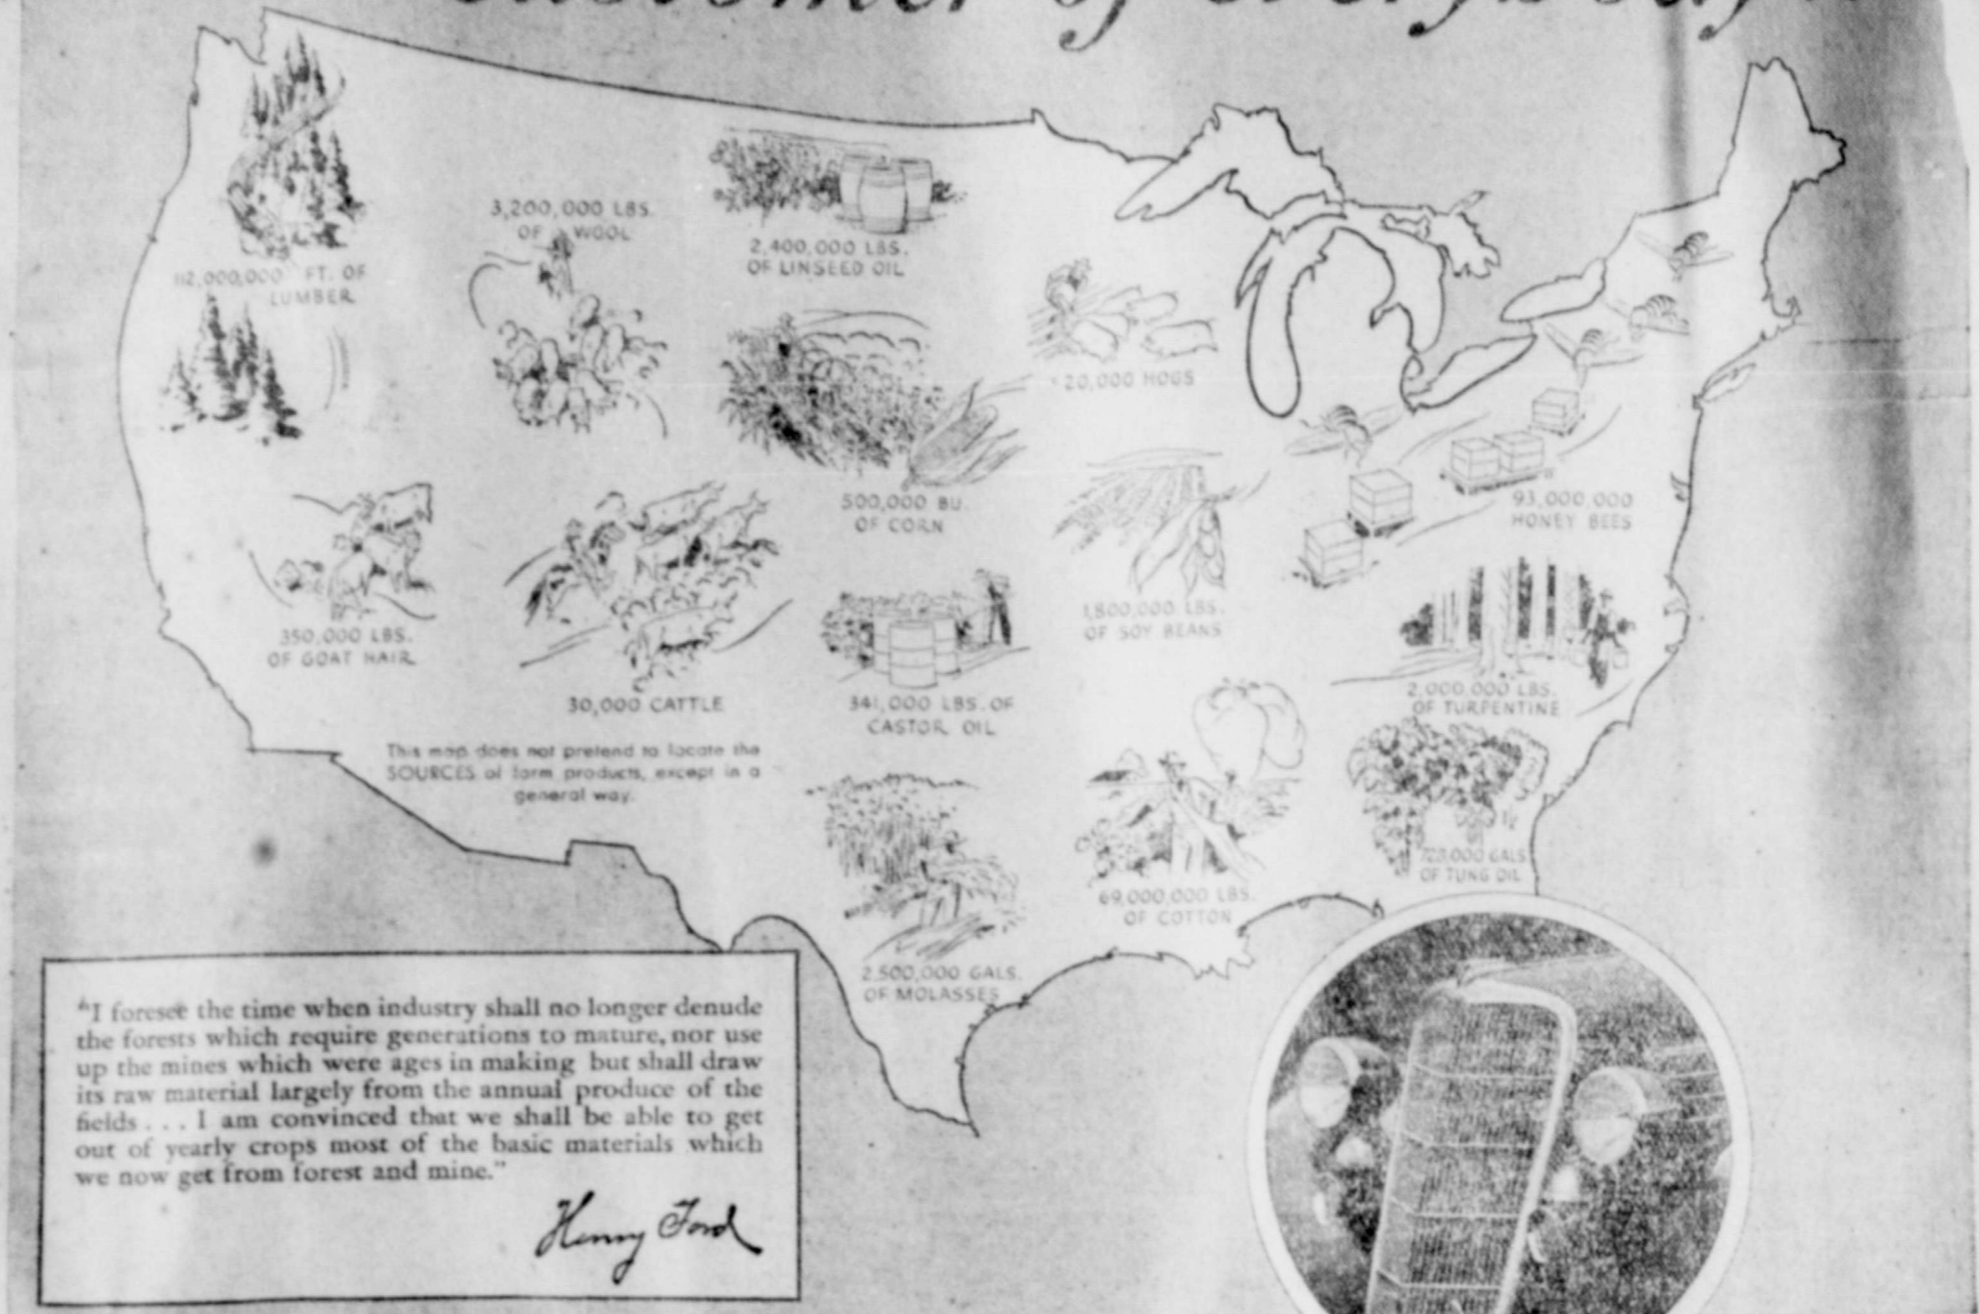 3,200,000 LBS.
OF WOOL
2,400,000 LBS.
OF LINSEED OIL
112,000,000 FT. OF
LUMBER
20,000 HOGS
500,000 BU.
OF CORN
93,000,000
HONEY BEES
350,000 LBS.
OF GOAT HAIR
1,800,000 LBS.
OF SOY BEANS
30,000 CATTLE
341,000 LBS. OF
CASTOR OIL
2,000,000 LBS.
OF TURPENTINE
This map does not pretend to locate the
SOURCES of farm products, except in a
general way.
GALS
OF TUNG OIL
69,000,000 LBS.
OF COTTON
2,500,000 GALS.
OF MOLASSES
"I foresee the time when industry shall no longer denude
the forests which require generations to mature, nor use
up the mines which were ages in making but shall draw
its raw material largely from the annual produce of the
fields . . . I am convinced that we shall be able to get
out of yearly crops most of the basic materials which
we now get from forest and mine."
Henry Ford